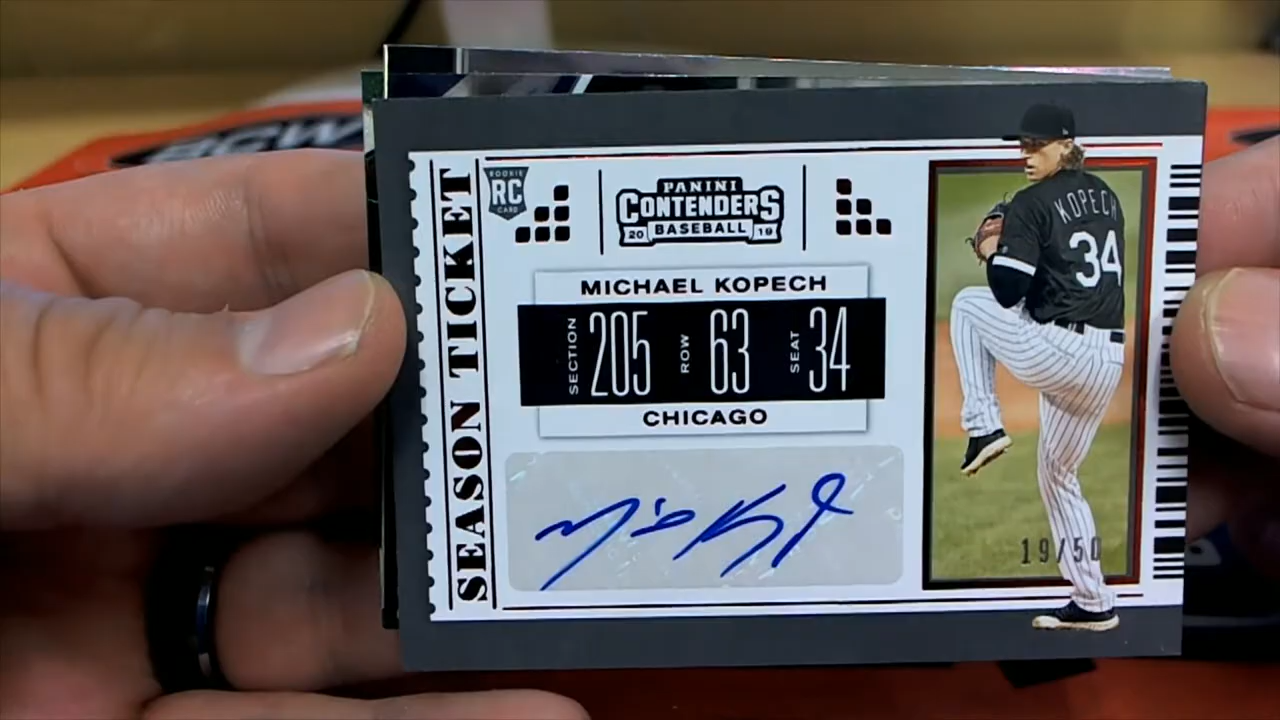 BCW
SEASON TICKET
ROOKIE
RC
CARD
PANINI
CONTENDERS
20 BASEBALL 19
MICHAEL KOPECH
SECTION 205 ROW 63 SEAT 34
CHICAGO
KOPECH
34
19/50